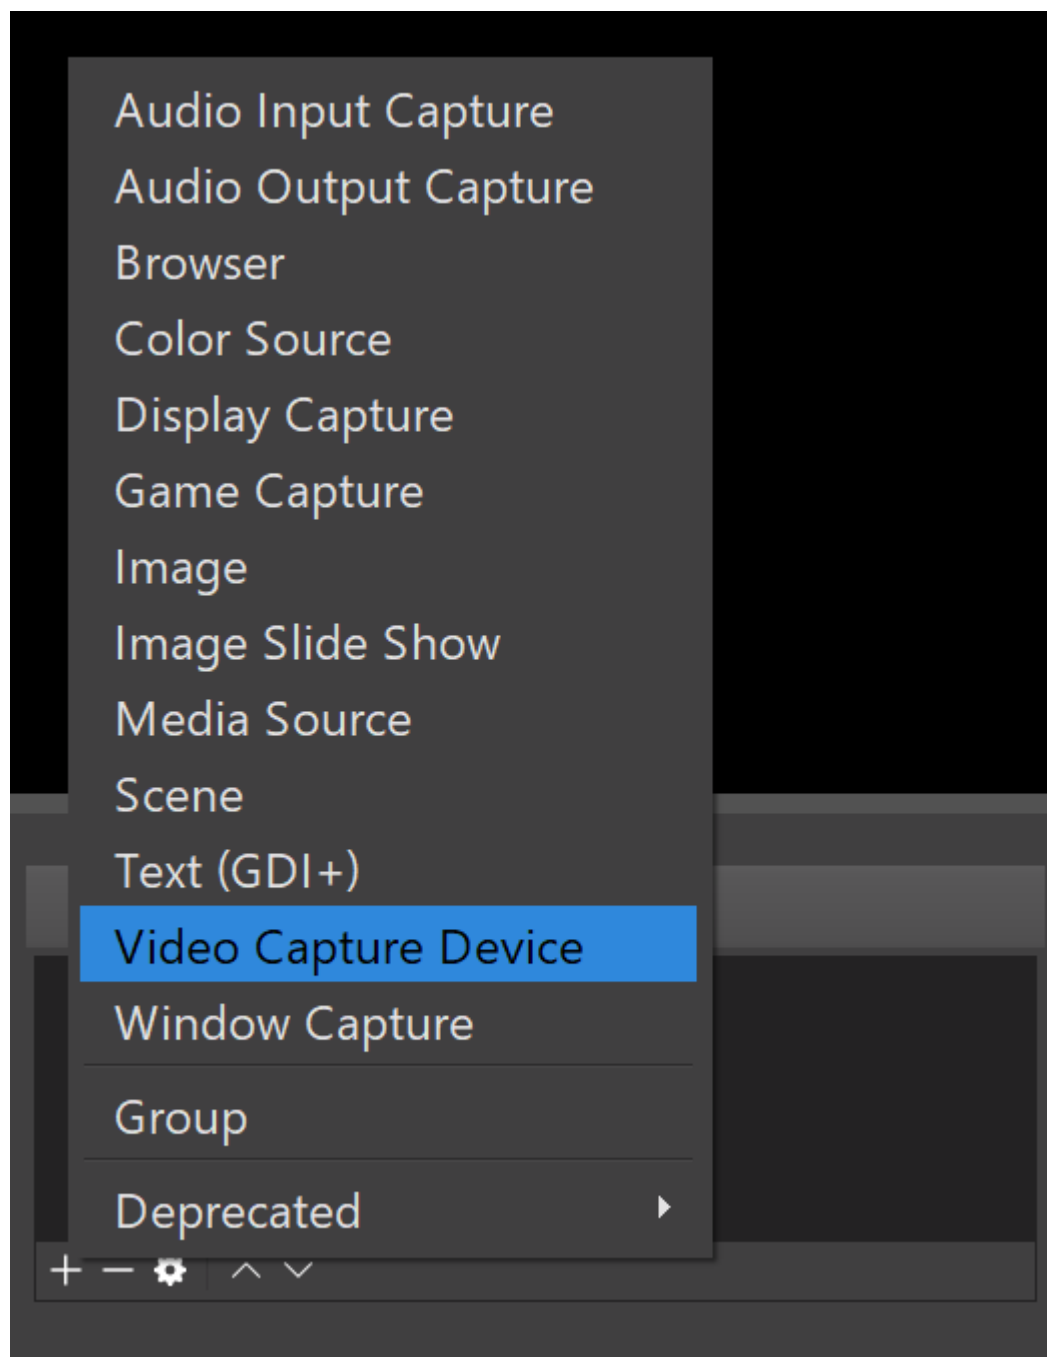 Audio Input Capture
Audio Output Capture
Browser
Color Source
Display Capture
Game Capture
Image
Image Slide Show
Media Source
Scene
Text (GDI+)
Video Capture Device
Window Capture
Group
Deprecated